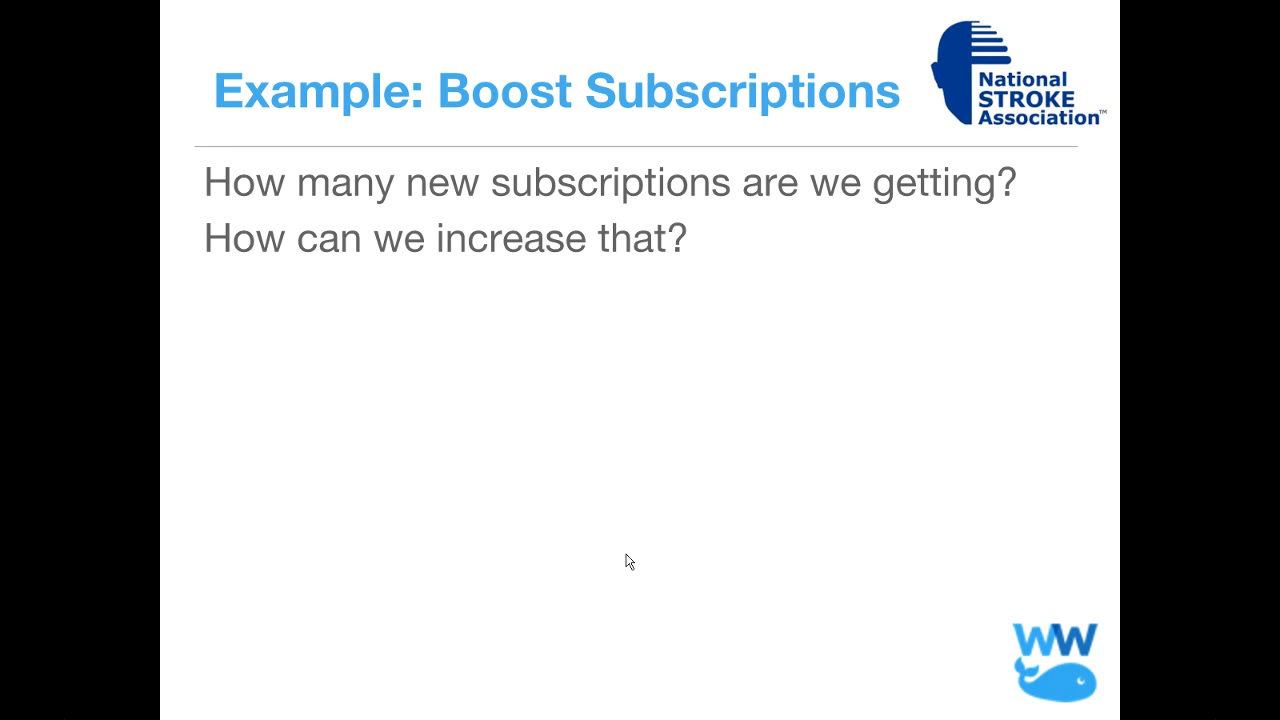 Example: Boost Subscriptions
National
STROKE
Association™
How many new subscriptions are we getting?
How can we increase that?
WW